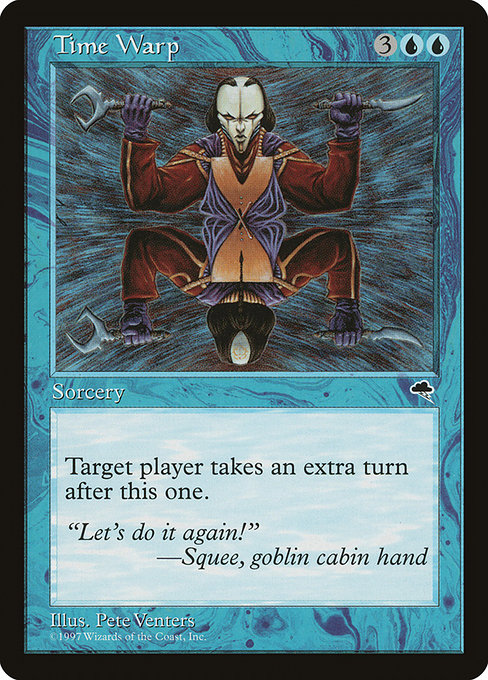 Time Warp 3
Sorcery
Target player takes an extra turn
after this one.
“Let’s do it again!”
—Squee, goblin cabin hand
Illus. Pete Venters
©1997 Wizards of the Coast, Inc.